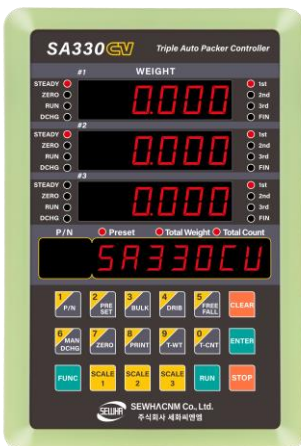 SA330CV Triple Auto Packer Controller
#1 WEIGHT
STEADY 1st
ZERO 0.000 2nd
RUN 3rd
DCHG FIN
#2
STEADY 1st
ZERO 0.000 2nd
RUN 3rd
DCHG FIN
#3
STEADY 1st
ZERO 0.000 2nd
RUN 3rd
DCHG FIN
P/N Preset Total Weight Total Count
SA330CU
1 P/N 2 PRE SET 3 BULK 4 DRIB 5 FREE FALL CLEAR
6 MAN DCHG 7 ZERO 8 PRINT 9 T-WT 0 T-CNT ENTER
FUNC SCALE 1 SCALE 2 SCALE 3 RUN STOP
SEWHA SEWHACNM Co., Ltd.
주식회사 세화씨앤엠